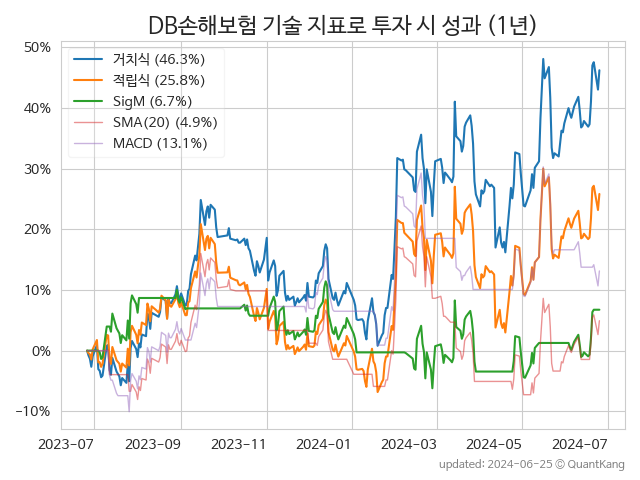 DB손해보험 기술 지표로 투자 시 성과 (1년)
50%
40%
30%
20%
10%
0%
−10%
거치식 (46.3%)
적립식 (25.8%)
SigM (6.7%)
SMA(20) (4.9%)
MACD (13.1%)
2023-07 2023-09 2023-11 2024-01 2024-03 2024-05 2024-07
updated: 2024-06-25 ⓒ QuantKang